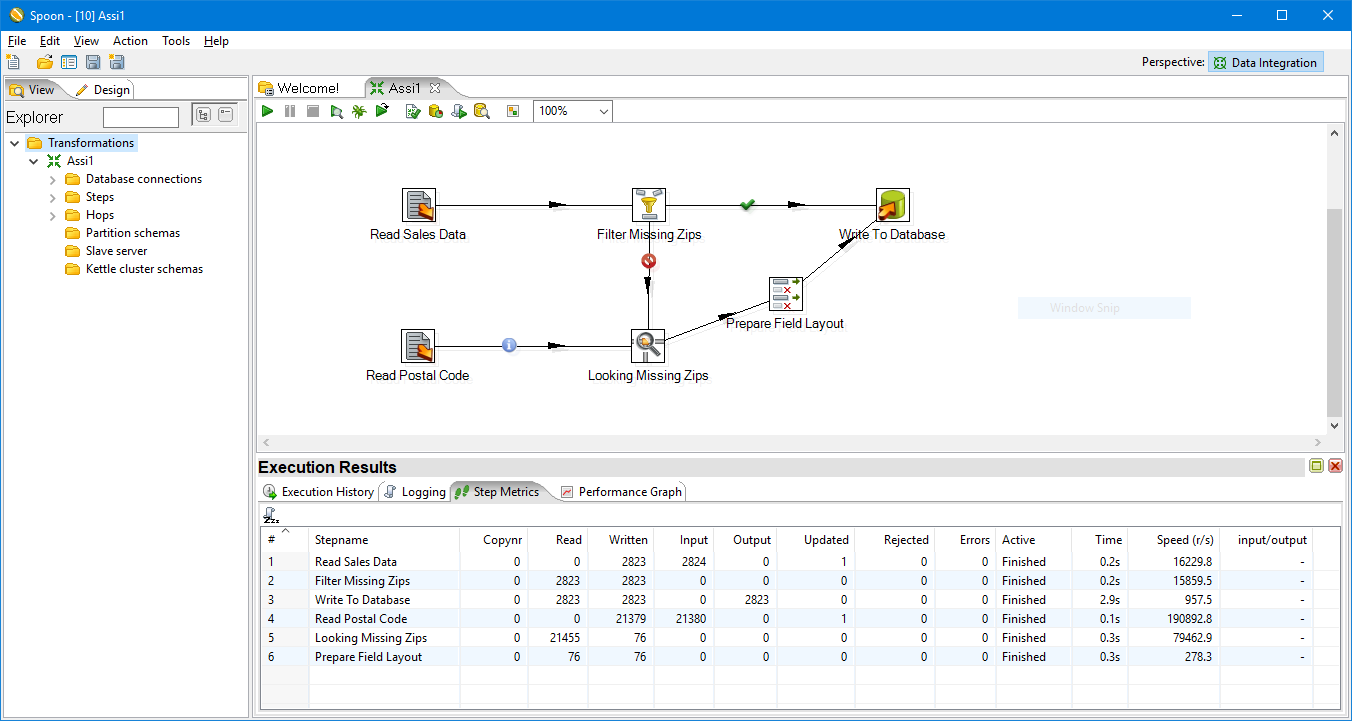 Spoon - [10] Assi1
File Edit View Action Tools Help
Perspective: Data Integration
View Design
Welcome! Assi1
Explorer
100%
Transformations
Assi1
Database connections
Steps
Hops
Partition schemas
Slave server
Kettle cluster schemas
Read Sales Data Filter Missing Zips Write To Database
Window Snip
Prepare Field Layout
Read Postal Code Looking Missing Zips
Execution Results
Execution History Logging Step Metrics Performance Graph
# Stepname Copynr Read Written Input Output Updated Rejected Errors Active Time Speed (r/s) input/output
1 Read Sales Data 0 0 2823 2824 0 1 0 0 Finished 0.2s 16229.8 -
2 Filter Missing Zips 0 2823 2823 0 0 0 0 0 Finished 0.2s 15859.5 -
3 Write To Database 0 2823 2823 0 2823 0 0 0 Finished 2.9s 957.5 -
4 Read Postal Code 0 0 21379 21380 0 1 0 0 Finished 0.1s 190892.8 -
5 Looking Missing Zips 0 21455 76 0 0 0 0 0 Finished 0.3s 79462.9 -
6 Prepare Field Layout 0 76 76 0 0 0 0 0 Finished 0.3s 278.3 -